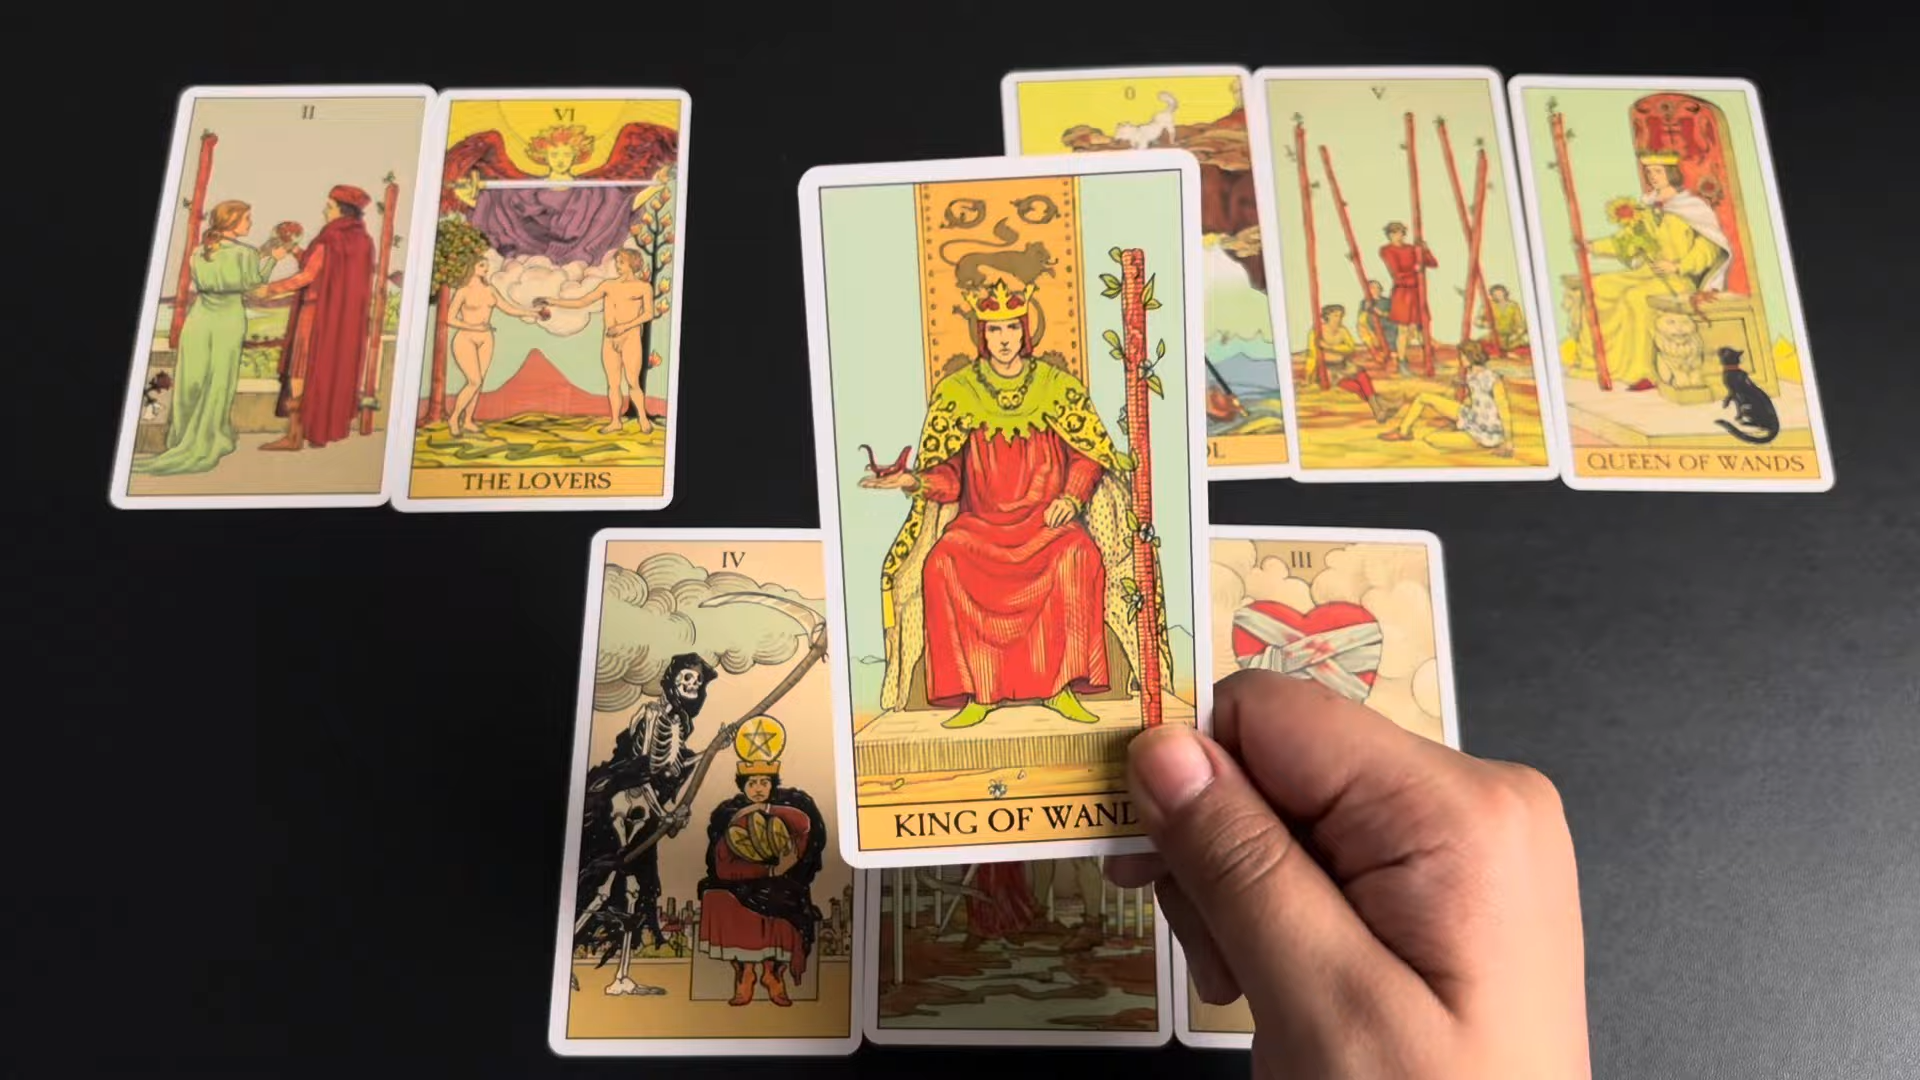 II
VI
THE LOVERS
0
OL
V
QUEEN OF WANDS
IV
III
KING OF WAND